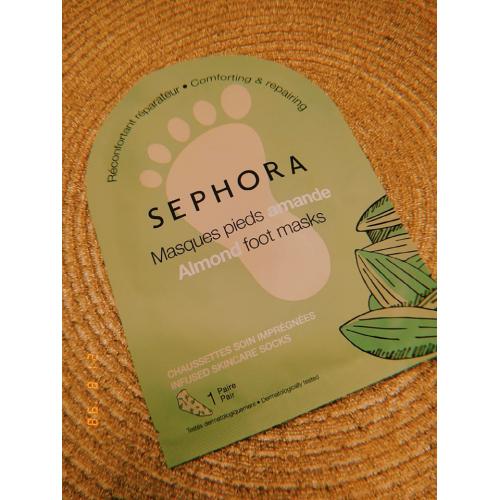 Réconfortant réparateur • Comforting & repairing
SEPHORA
Masques pieds amande
Almond foot masks
CHAUSSETTES SOIN IMPRÉGNÉES
INFUSED SKINCARE SOCKS
1 Paire
Pair
Testés dermatologiquement • Dermatologically tested